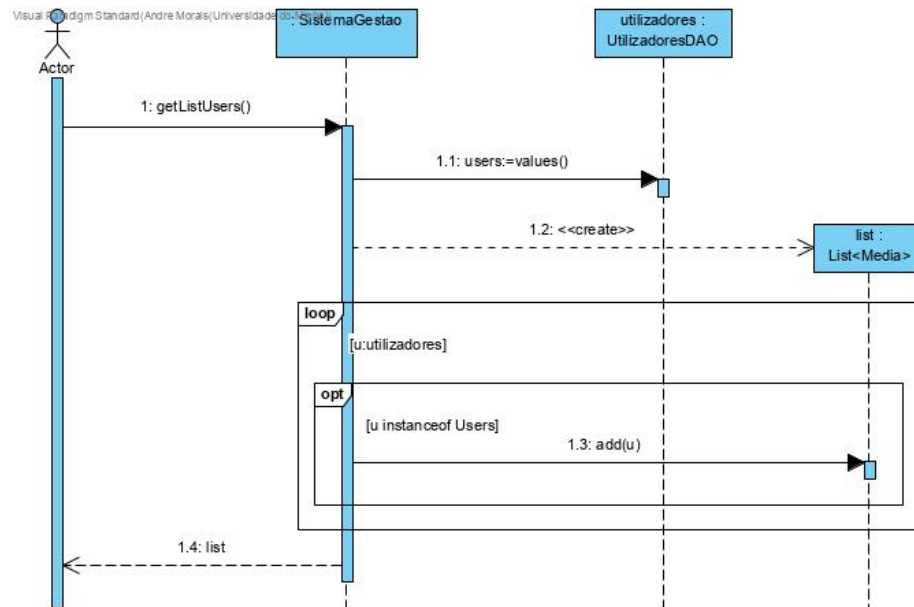 Visual Paradigm Standard(Andre Morais(Universidade do Minho))
: SistemaGestao
utilizadores :
UtilizadoresDAO
Actor
1: getListUsers()
1.1: users:=values()
1.2: <<create>>
list :
List<Media>
loop
[u:utilizadores]
opt
[u instanceof Users]
1.3: add(u)
1.4: list